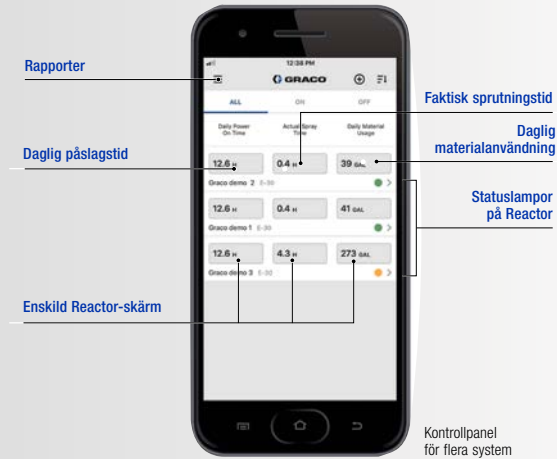 12:38 PM
GRACO
ALL ON OFF
Daily Power On Time
Actual Spray Time
Daily Material Usage
12.6 H 0.4 H 39 GAL
Graco demo 2 E-30
12.6 H 0.4 H 41 GAL
Graco demo 1 E-30
12.6 H 4.3 H 273 GAL
Graco demo 3 E-30
Rapporter
Daglig påslagstid
Enskild Reactor-skärm
Faktisk sprutningstid
Daglig
materialanvändning
Statuslampor
på Reactor
Kontrollpanel
för flera system